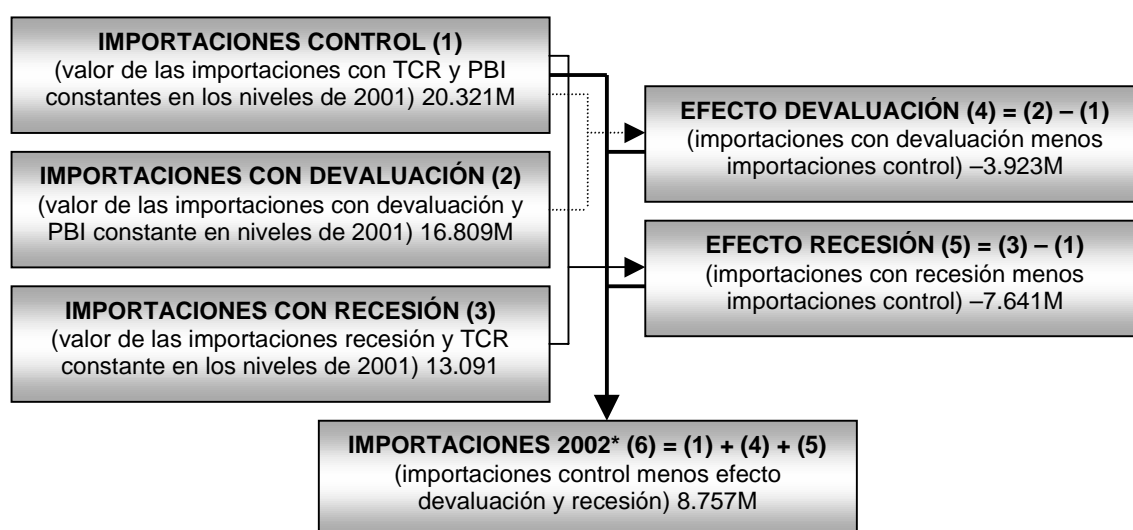 IMPORTACIONES CONTROL (1)
(valor de las importaciones con TCR y PBI
constantes en los niveles de 2001) 20.321M
IMPORTACIONES CON DEVALUACIÓN (2)
(valor de las importaciones con devaluación y
PBI constante en niveles de 2001) 16.809M
IMPORTACIONES CON RECESIÓN (3)
(valor de las importaciones recesión y TCR
constante en los niveles de 2001) 13.091
EFECTO DEVALUACIÓN (4) = (2) – (1)
(importaciones con devaluación menos
importaciones control) –3.923M
EFECTO RECESIÓN (5) = (3) – (1)
(importaciones con recesión menos
importaciones control) –7.641M
IMPORTACIONES 2002* (6) = (1) + (4) + (5)
(importaciones control menos efecto
devaluación y recesión) 8.757M